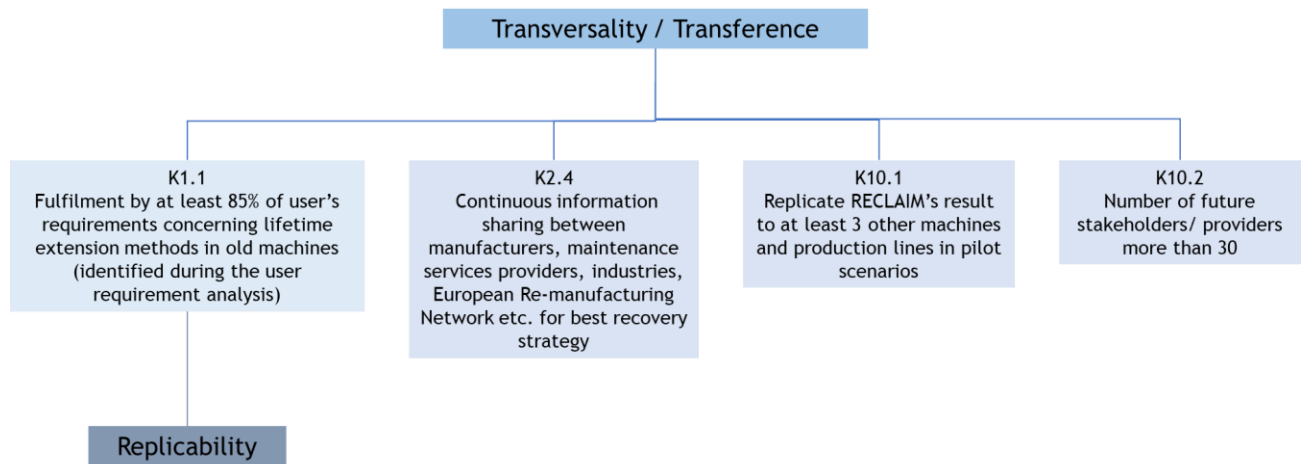 Transversality / Transference
K1.1
Fulfilment by at least 85% of user's
requirements concerning lifetime
extension methods in old machines
(identified during the user
requirement analysis)
K2.4
Continuous information
sharing between
manufacturers, maintenance
services providers, industries,
European Re-manufacturing
Network etc. for best recovery
strategy
K10.1
Replicate RECLAIM's result
to at least 3 other machines
and production lines in pilot
scenarios
K10.2
Number of future
stakeholders/ providers
more than 30
Replicability